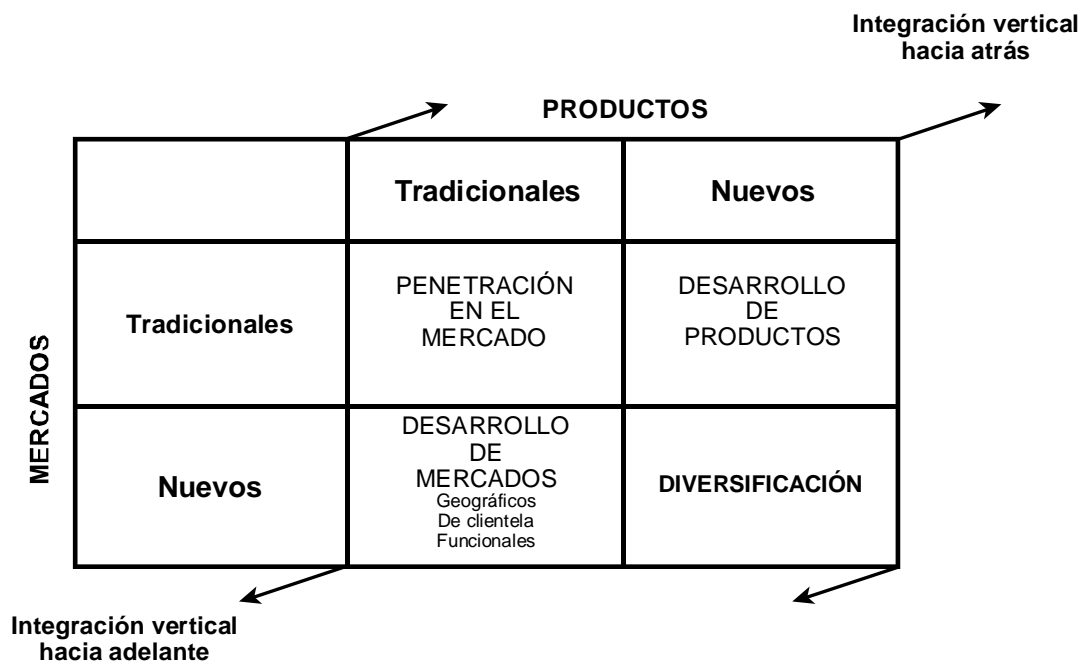 Integración vertical
hacia atrás
PRODUCTOS
Tradicionales
Nuevos
MERCADOS
Tradicionales
PENETRACIÓN
EN EL
MERCADO
DESARROLLO
DE
PRODUCTOS
Nuevos
DESARROLLO
DE
MERCADOS
Geográficos
De clientela
Funcionales
DIVERSIFICACIÓN
Integración vertical
hacia adelante